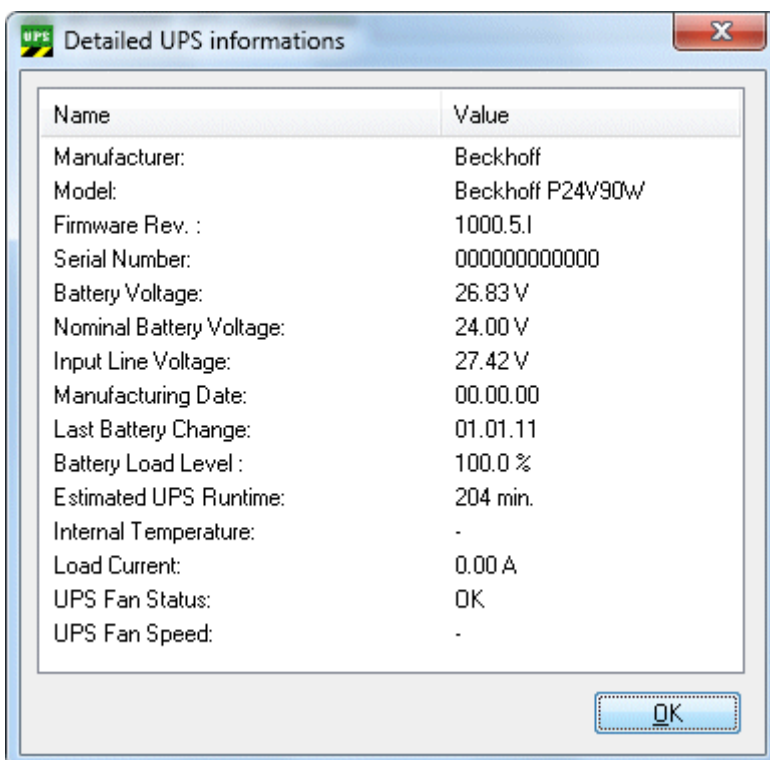 UPS Detailed UPS informations
Name Value
Manufacturer: Beckhoff
Model: Beckhoff P24V90W
Firmware Rev. : 1000.5.I
Serial Number: 000000000000
Battery Voltage: 26.83 V
Nominal Battery Voltage: 24.00 V
Input Line Voltage: 27.42 V
Manufacturing Date: 00.00.00
Last Battery Change: 01.01.11
Battery Load Level : 100.0 %
Estimated UPS Runtime: 204 min.
Internal Temperature: -
Load Current: 0.00 A
UPS Fan Status: OK
UPS Fan Speed: -
OK